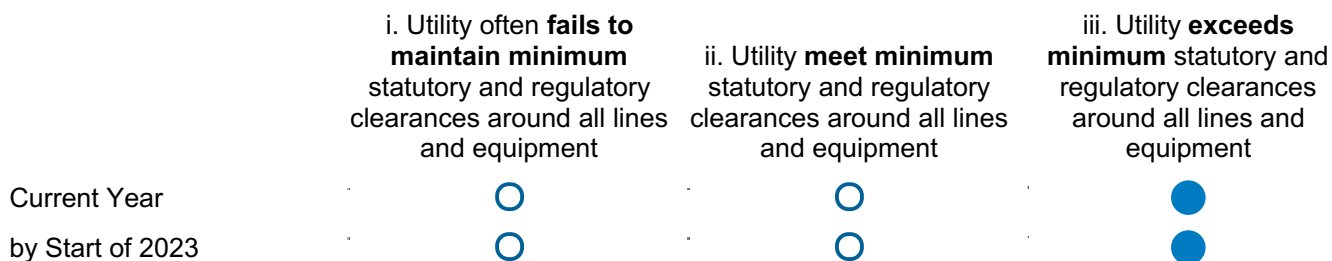 i. Utility often fails to
maintain minimum
statutory and regulatory
clearances around all lines
and equipment
ii. Utility meet minimum
statutory and regulatory
clearances around all lines
and equipment
iii. Utility exceeds
minimum statutory and
regulatory clearances
around all lines and
equipment
Current Year
by Start of 2023